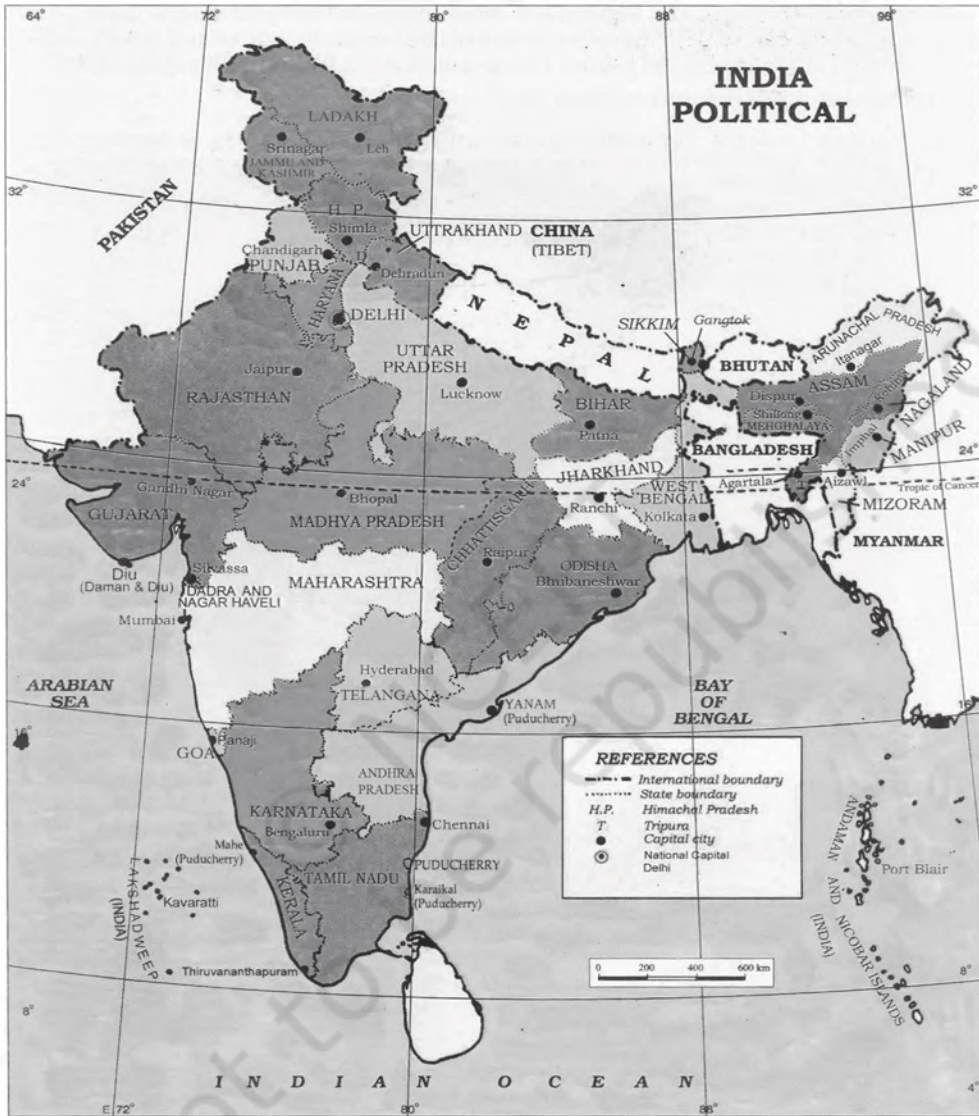 64°
72°
80
88
96°
INDIA
POLITICAL
LADAKH
Srinagar
Leh
JAMMU AND
KASHMIR
32°
32°
PAKISTAN
H. P.
Shimla
UTTRAKHAND
CHINA
(TIBET)
Chandigarh
PUNJAB
D
Dehradun
HARYANA
DELHI
NEPAL
SIKKIM
Gangtok
ARUNACHAL PRADESH
Itanagar
BHUTAN
UTTAR
PRADESH
Jaipur
RAJASTHAN
Lucknow
BIHAR
Patna
Dispur
ASSAM
Shillong
MEHGHALAYA
Kohima
NAGALAND
Imphal
MANIPUR
BANGLADESH
24°
24°
JHARKHAND
WEST
BENGAL
Agartala
T
Aizawl
Tropic of Cancer
Gandhi Nagar
Bhopal
Ranchi
Kolkata
MIZORAM
GUJARAT
MADHYA PRADESH
CHHATTISGARH
MYANMAR
Raipur
ODISHA
Bhubaneshwar
Silvassa
Diu
(Daman & Diu)
DADRA AND
NAGAR HAVELI
MAHARASHTRA
Mumbai
Hyderabad
TELANGANA
ARABIAN
SEA
YANAM
(Puducherry)
BAY
OF
BENGAL
16°
16°
Panaji
GOA
ANDHRA
PRADESH
KARNATAKA
Bengaluru
Chennai
Mahe
(Puducherry)
PUDUCHERRY
TAMIL NADU
Karaikal
(Puducherry)
KERALA
Kavaratti
LAKSHADWEEP
(INDIA)
Thiruvananthapuram
REFERENCES
International boundary
State boundary
H.P. Himachal Pradesh
T Tripura
Capital city
National Capital
Delhi
0 200 400 600 km
ANDAMAN AND NICOBAR ISLANDS
(INDIA)
Port Blair
8°
8°
INDIAN OCEAN
E. 72°
80
88
4°
not to be republished